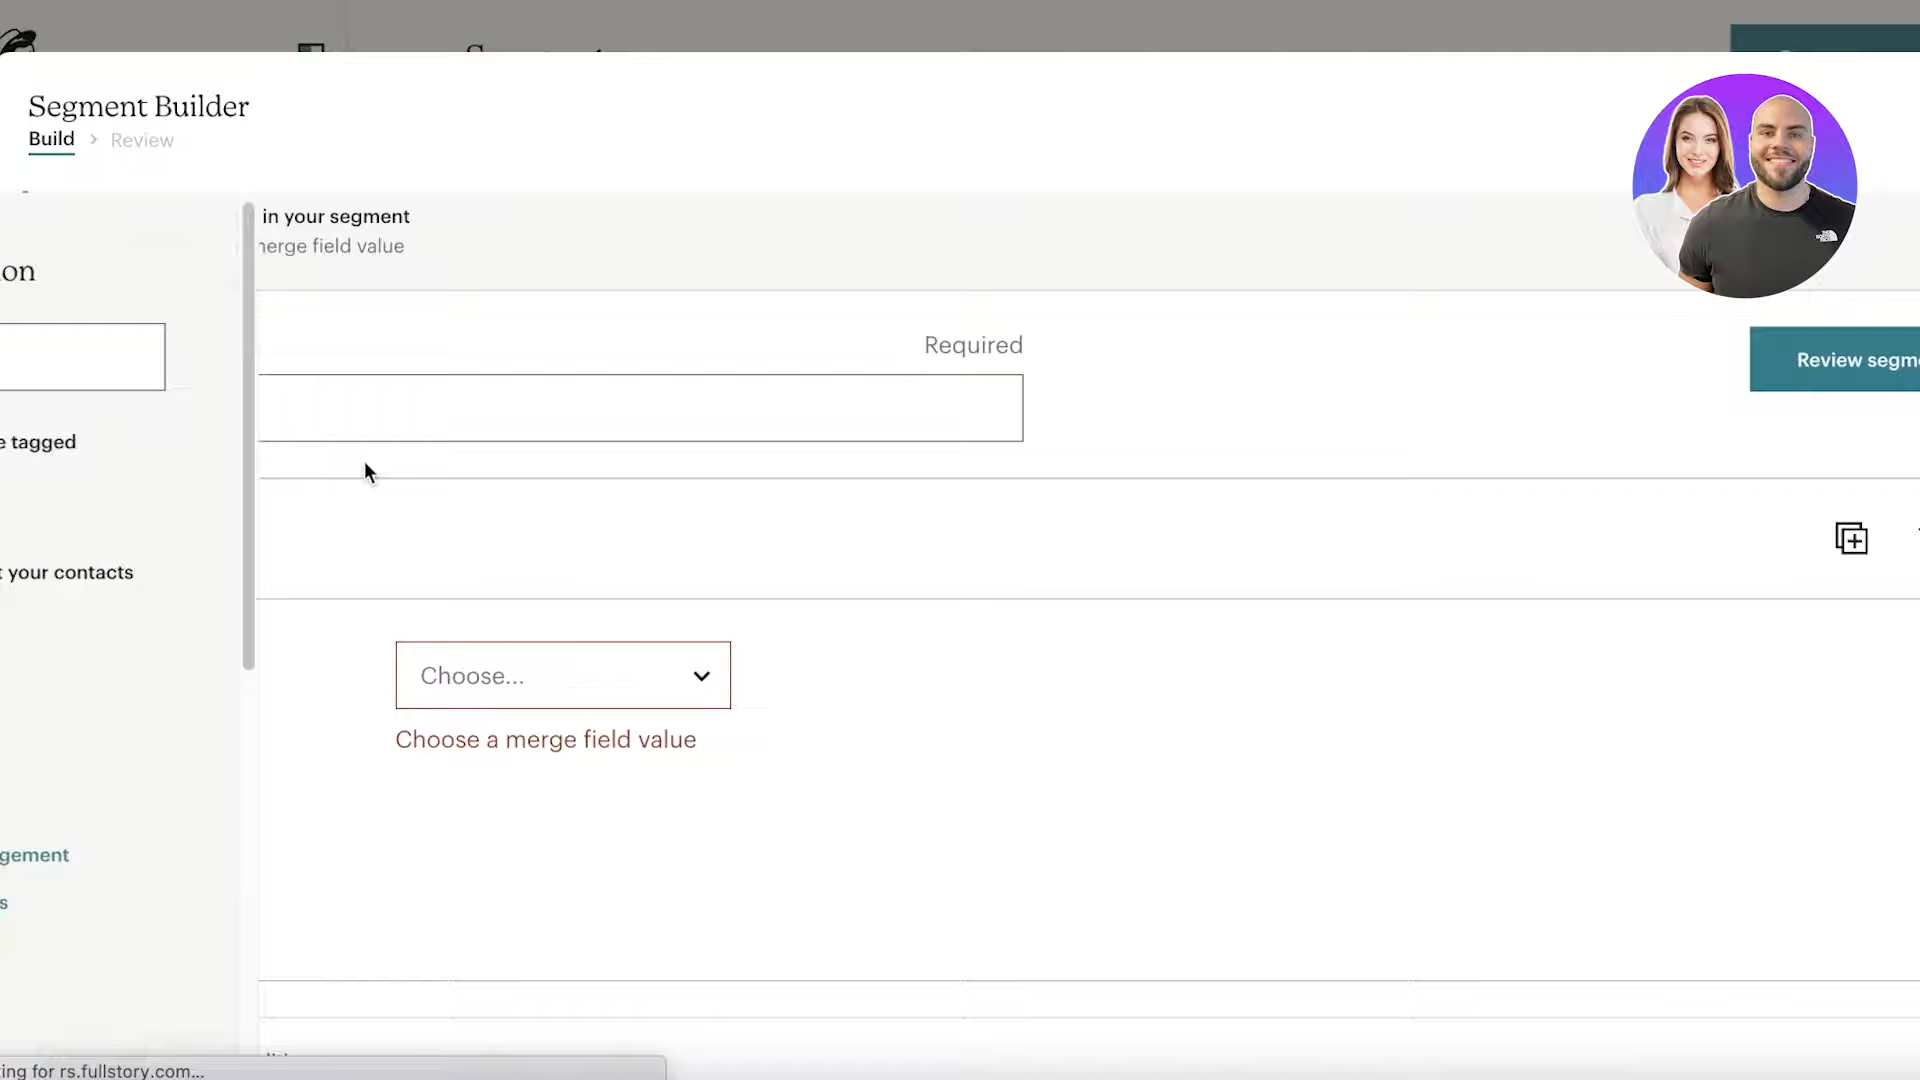 Segment Builder
Build > Review
in your segment
merge field value
on
Required
Review segm
e tagged
t your contacts
Choose...
Choose a merge field value
gement
s
ing for rs.fullstory.com...